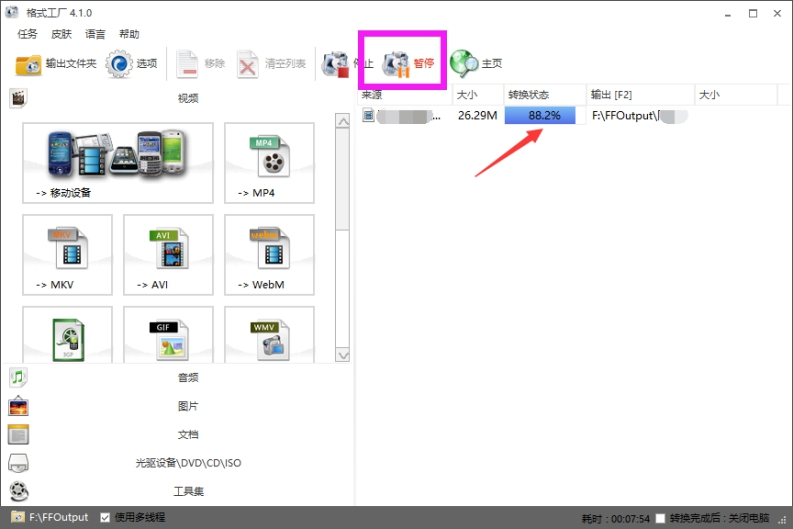 格式工厂 4.1.0
任务 皮肤 语言 帮助
输出文件夹 选项 移除 清空列表 停止 暂停 主页
视频
来源 大小 转换状态 输出 [F2] 大小
... 26.29M 88.2% F:\FFOutput\
MP4
-> 移动设备 -> MP4
MKV AVI webm
-> MKV -> AVI -> WebM
3GP GIF WMV
音频
图片
文档
光驱设备\DVD\CD\ISO
工具集
F:\FFOutput 使用多线程 耗时 : 00:07:54 转换完成后 : 关闭电脑